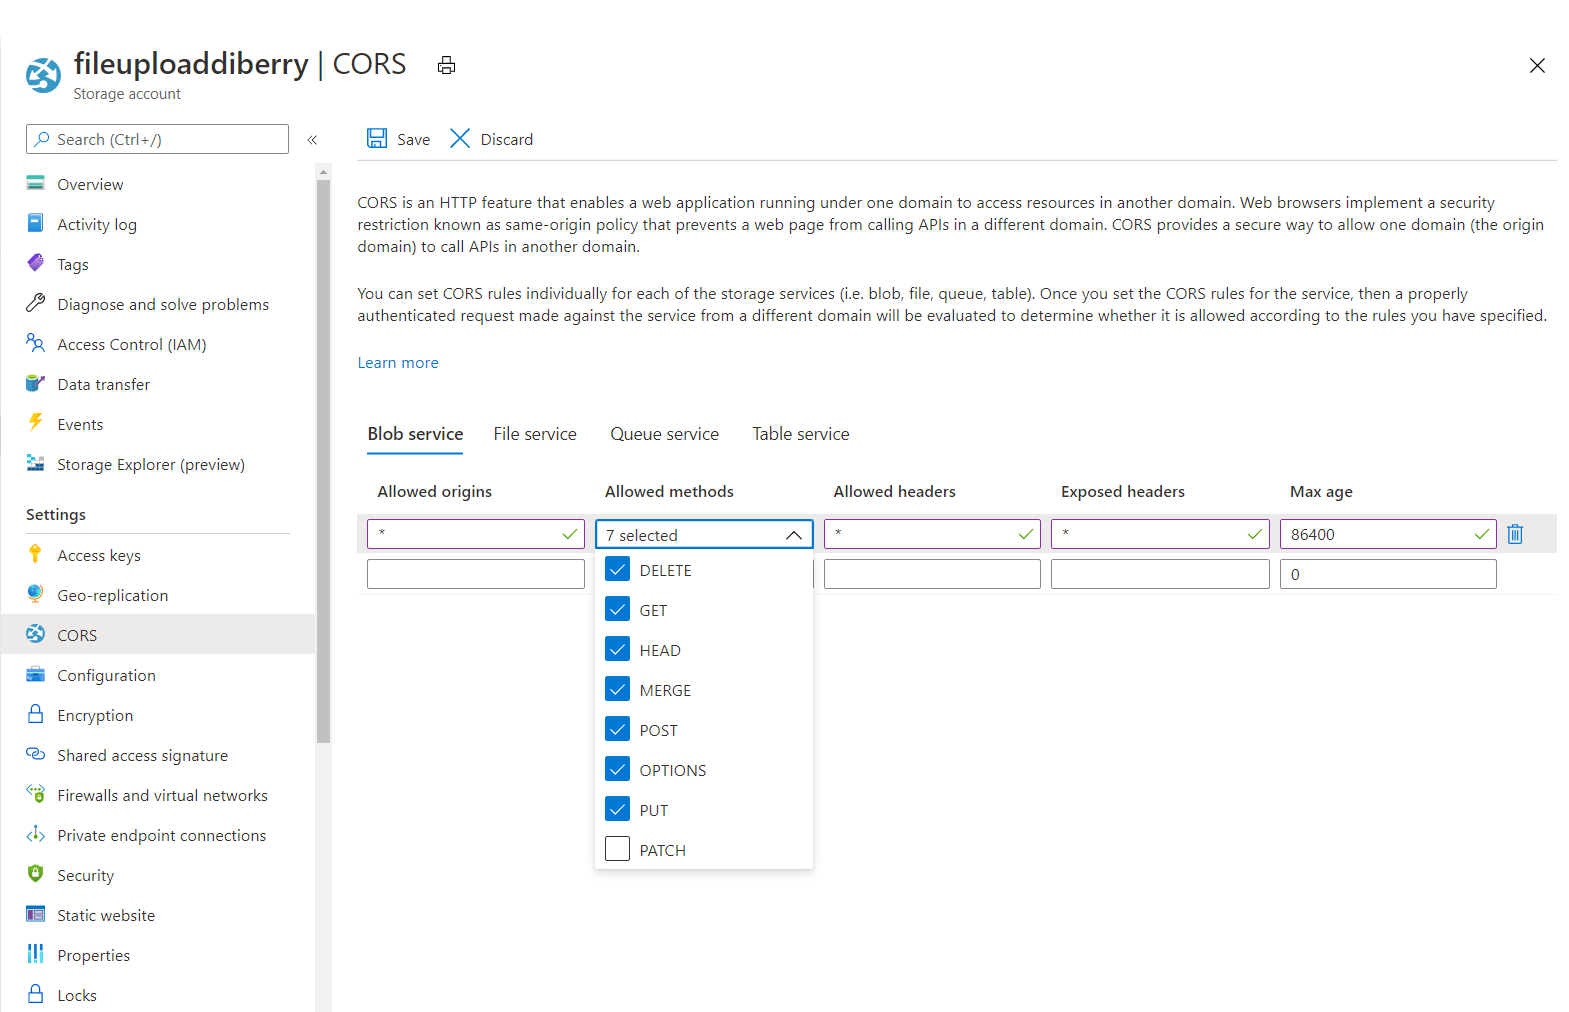 fileuploaddiberry | CORS
Storage account
Search (Ctrl+/)
«
Overview
Activity log
Tags
Diagnose and solve problems
Access Control (IAM)
Data transfer
Events
Storage Explorer (preview)
Settings
Access keys
Geo-replication
CORS
Configuration
Encryption
Shared access signature
Firewalls and virtual networks
Private endpoint connections
Security
Static website
Properties
Locks
Save
Discard
CORS is an HTTP feature that enables a web application running under one domain to access resources in another domain. Web browsers implement a security
restriction known as same-origin policy that prevents a web page from calling APIs in a different domain. CORS provides a secure way to allow one domain (the origin
domain) to call APIs in another domain.
You can set CORS rules individually for each of the storage services (i.e. blob, file, queue, table). Once you set the CORS rules for the service, then a properly
authenticated request made against the service from a different domain will be evaluated to determine whether it is allowed according to the rules you have specified.
Learn more
Blob service File service Queue service Table service
Allowed origins Allowed methods Allowed headers Exposed headers Max age
* 7 selected * * 86400
0
DELETE
GET
HEAD
MERGE
POST
OPTIONS
PUT
PATCH